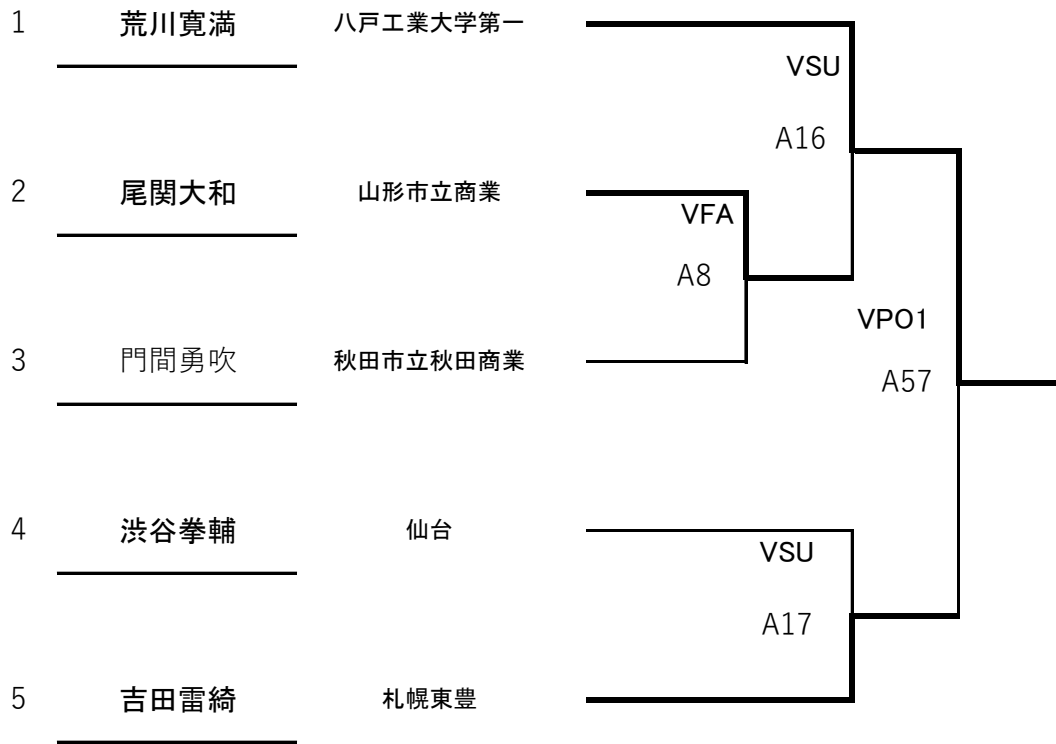 1 荒川寛満 八戸工業大学第一
VSU
A16
2 尾関大和 山形市立商業
VFA
A8
VPO1
3 門間勇吹 秋田市立秋田商業
A57
4 渋谷拳輔 仙台
VSU
A17
5 吉田雷綺 札幌東豊